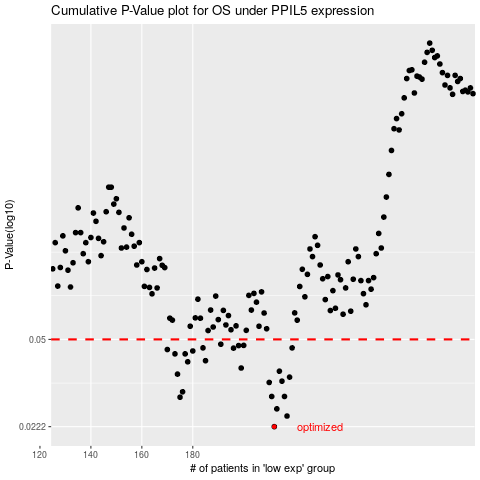 Cumulative P-Value plot for OS under PPIL5 expression
P-Value(log10)
0.05
0.0222
optimized
120 140 160 180
# of patients in 'low exp' group